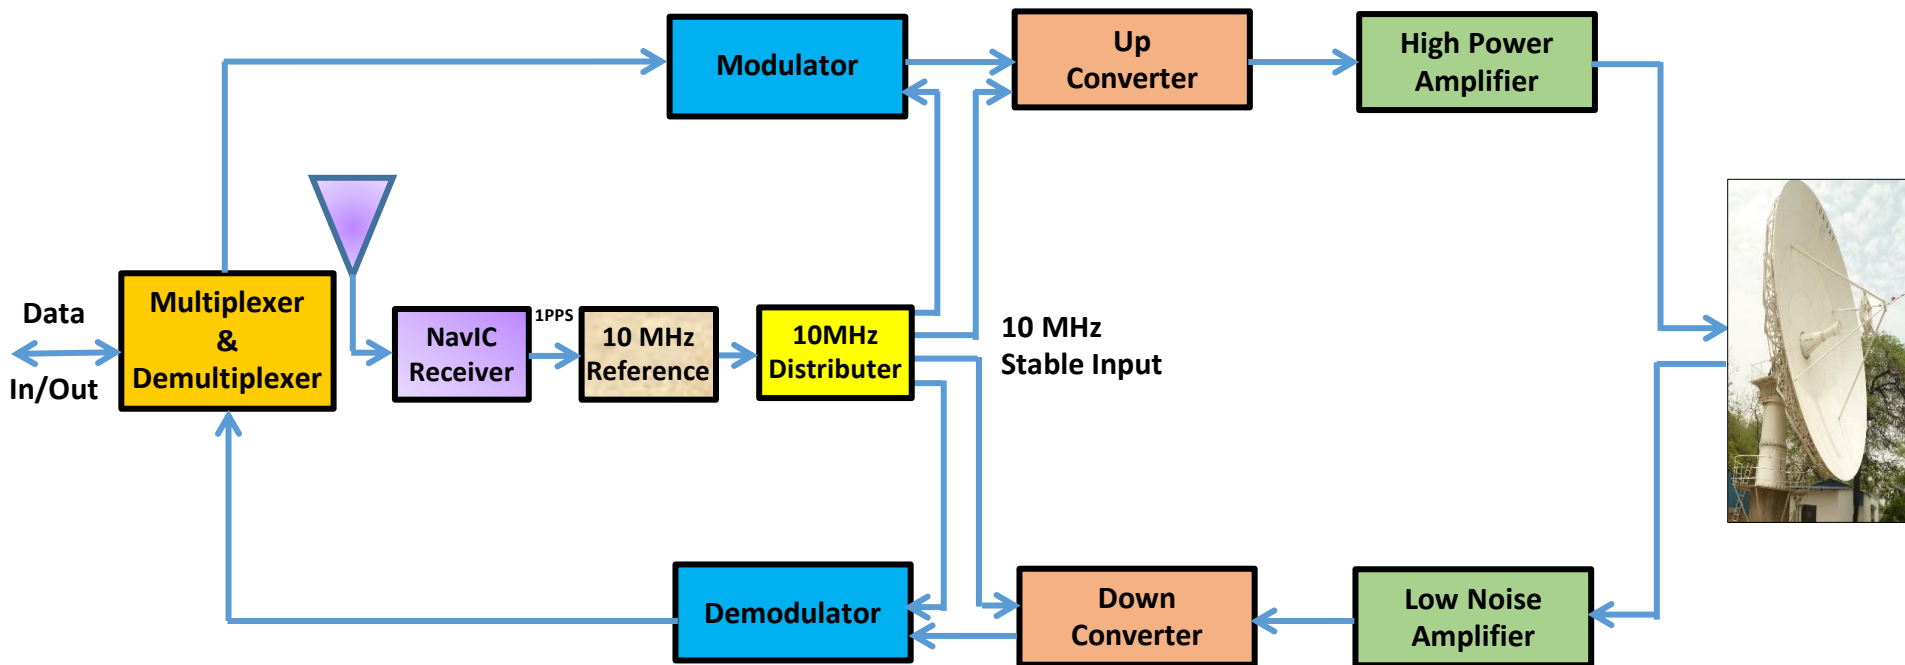 Modulator
Up
Converter
High Power
Amplifier
Data
In/Out
Multiplexer
&
Demultiplexer
NavIC
Receiver
1PPS
10 MHz
Reference
10MHz
Distributer
10 MHz
Stable Input
Demodulator
Down
Converter
Low Noise
Amplifier